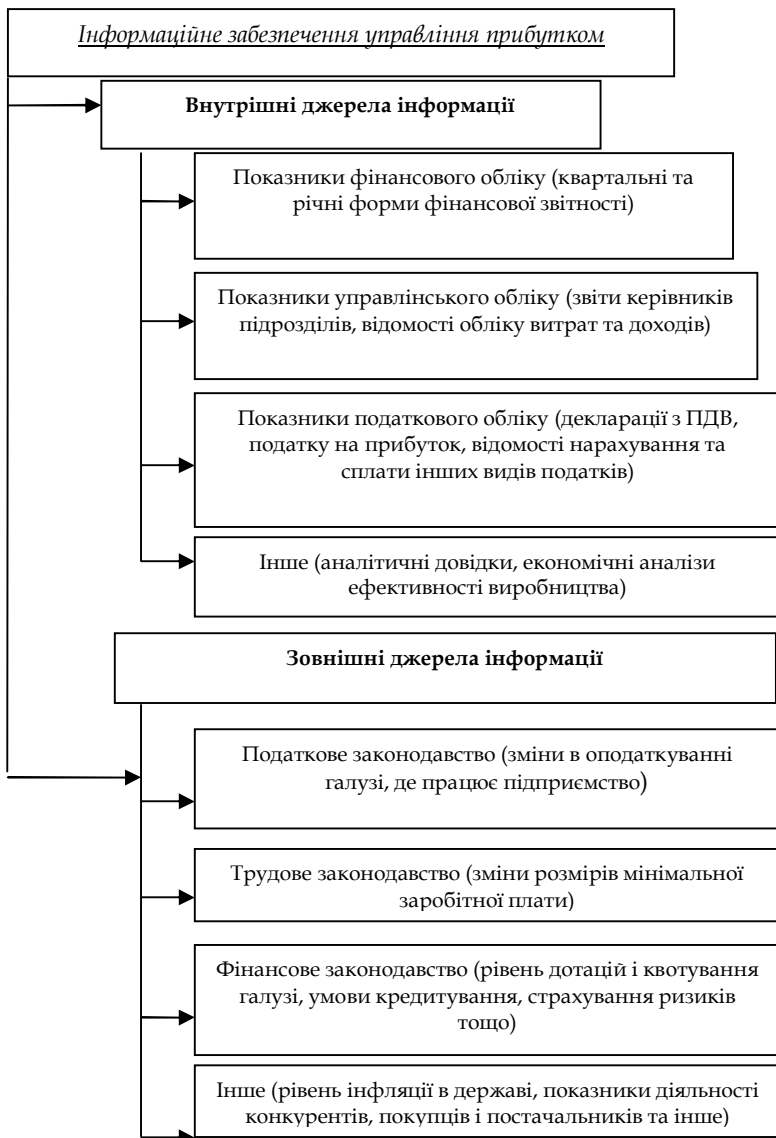 Інформаційне забезпечення управління прибутком
Внутрішні джерела інформації
Показники фінансового обліку (квартальні та
річні форми фінансової звітності)
Показники управлінського обліку (звіти керівників
підрозділів, відомості обліку витрат та доходів)
Показники податкового обліку (декларації з ПДВ,
податку на прибуток, відомості нарахування та
сплати інших видів податків)
Інше (аналітичні довідки, економічні аналізи
ефективності виробництва)
Зовнішні джерела інформації
Податкове законодавство (зміни в оподаткуванні
галузі, де працює підприємство)
Трудове законодавство (зміни розмірів мінімальної
заробітної плати)
Фінансове законодавство (рівень дотацій і квотування
галузі, умови кредитування, страхування ризиків
тощо)
Інше (рівень інфляції в державі, показники діяльності
конкурентів, покупців і постачальників та інше)